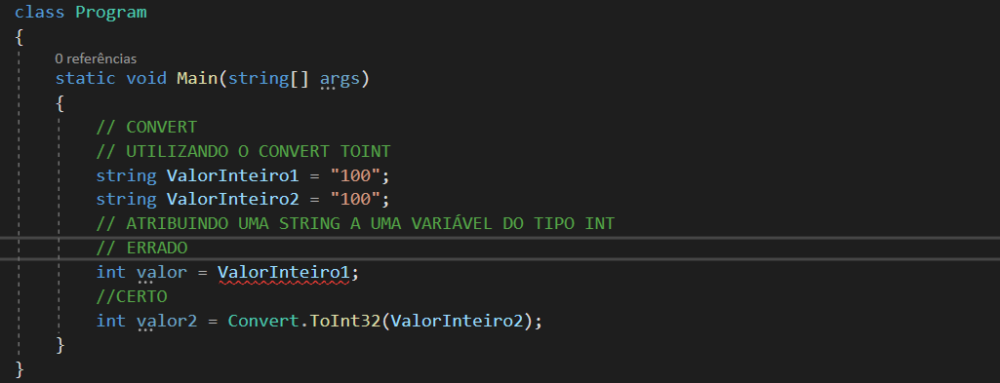 class Program
{
0 referências
static void Main(string[] args)
{
// CONVERT
// UTILIZANDO O CONVERT TOINT
string ValorInteiro1 = "100";
string ValorInteiro2 = "100";
// ATRIBUINDO UMA STRING A UMA VARIÁVEL DO TIPO INT
// ERRADO
int valor = ValorInteiro1;
//CERTO
int valor2 = Convert.ToInt32(ValorInteiro2);
}
}